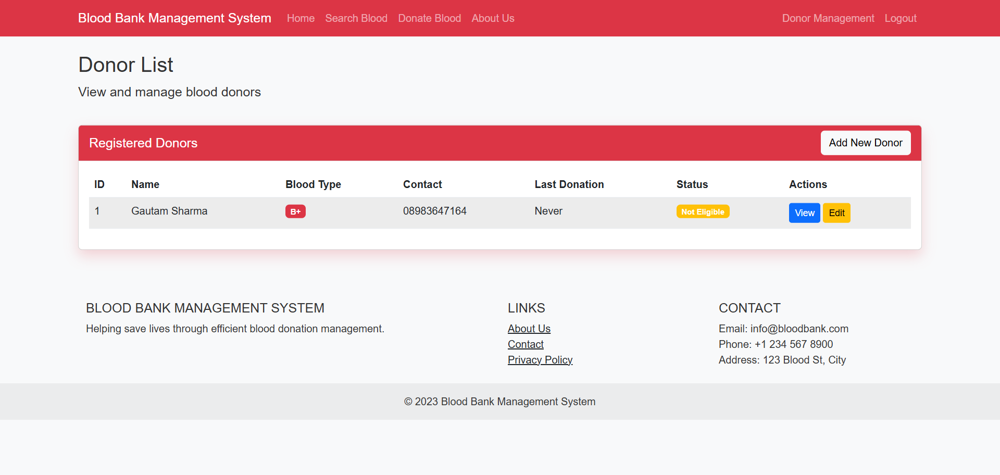 Blood Bank Management System Home Search Blood Donate Blood About Us Donor Management Logout
Donor List
View and manage blood donors
Registered Donors Add New Donor
ID Name Blood Type Contact Last Donation Status Actions
1 Gautam Sharma B+ 08983647164 Never Not Eligible View Edit
BLOOD BANK MANAGEMENT SYSTEM
Helping save lives through efficient blood donation management.
LINKS
About Us
Contact
Privacy Policy
CONTACT
Email: info@bloodbank.com
Phone: +1 234 567 8900
Address: 123 Blood St, City
© 2023 Blood Bank Management System